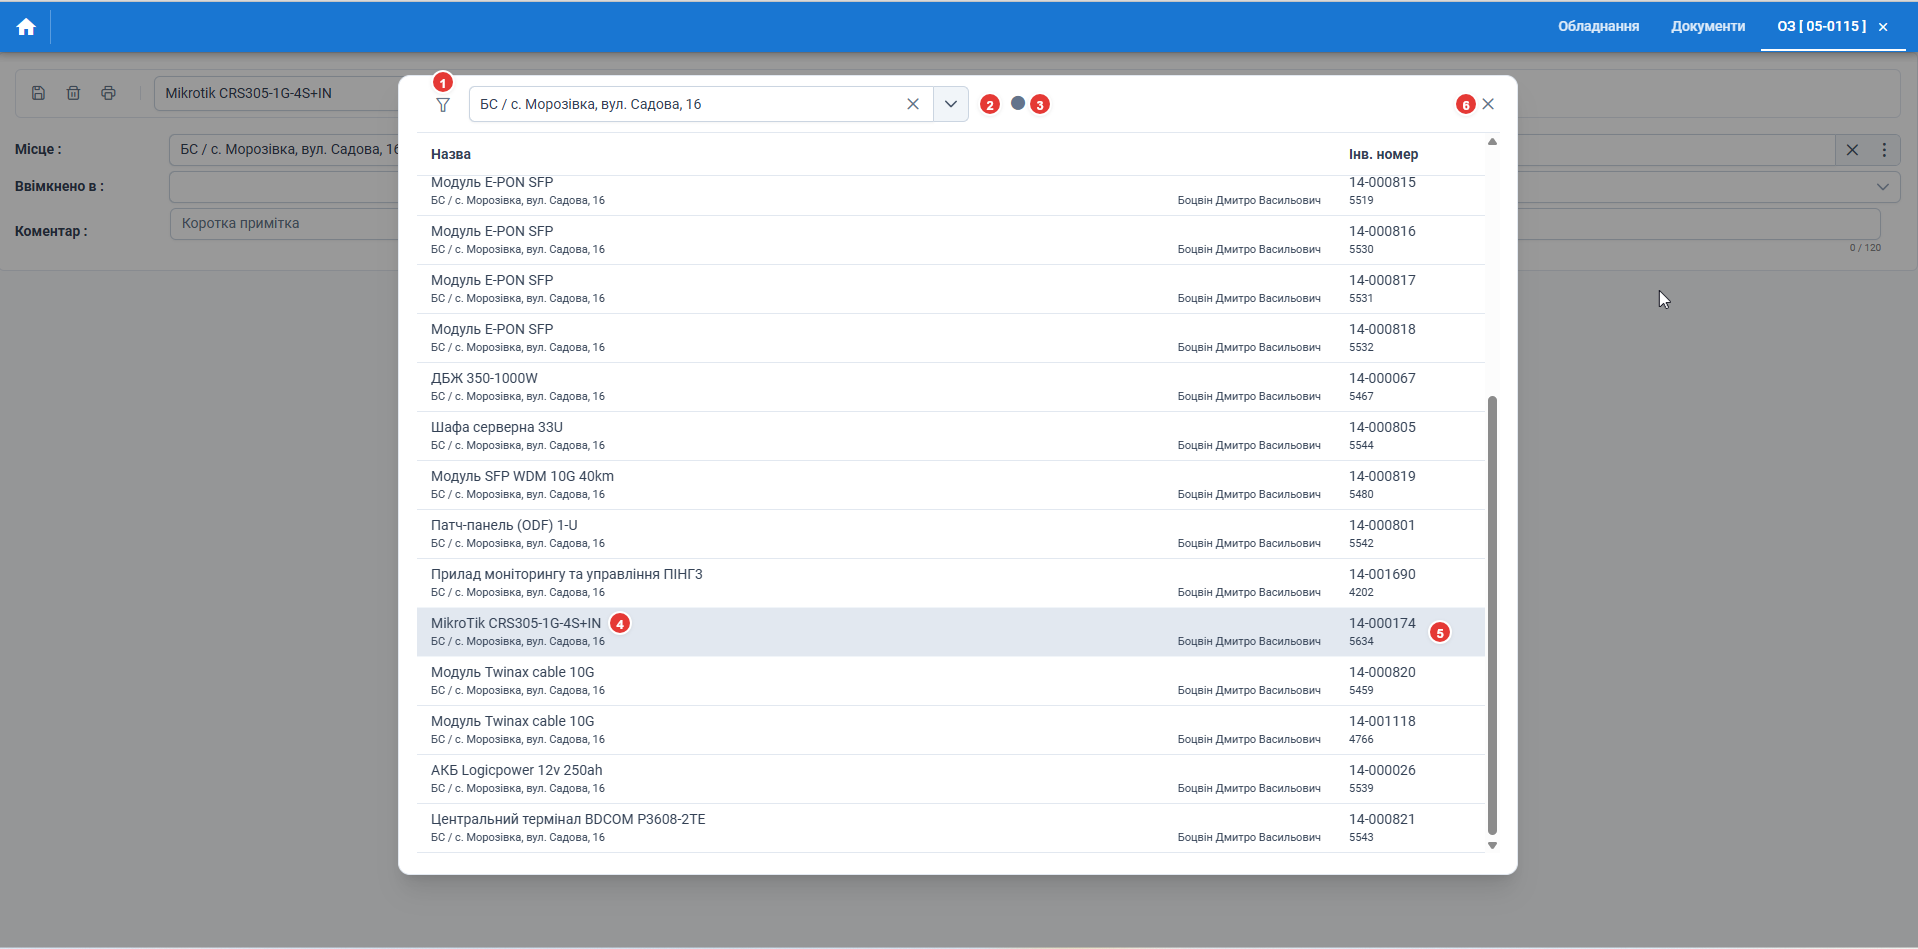 Обладнання
Документи
ОЗ [ 05-0115 ]
Mikrotik CRS305-1G-4S+IN
Місце :
БС / с. Морозівка, вул. Садова, 16
Ввімкнено в :
Коментар :
Коротка примітка
0 / 120
1
БС / с. Морозівка, вул. Садова, 16
2
3
6
Назва
Інв. номер
Модуль E-PON SFP
14-000815
БС / с. Морозівка, вул. Садова, 16
Боцвін Дмитро Васильович
5519
Модуль E-PON SFP
14-000816
БС / с. Морозівка, вул. Садова, 16
Боцвін Дмитро Васильович
5530
Модуль E-PON SFP
14-000817
БС / с. Морозівка, вул. Садова, 16
Боцвін Дмитро Васильович
5531
Модуль E-PON SFP
14-000818
БС / с. Морозівка, вул. Садова, 16
Боцвін Дмитро Васильович
5532
ДБЖ 350-1000W
14-000067
БС / с. Морозівка, вул. Садова, 16
Боцвін Дмитро Васильович
5467
Шафа серверна 33U
14-000805
БС / с. Морозівка, вул. Садова, 16
Боцвін Дмитро Васильович
5544
Модуль SFP WDM 10G 40km
14-000819
БС / с. Морозівка, вул. Садова, 16
Боцвін Дмитро Васильович
5480
Патч-панель (ODF) 1-U
14-000801
БС / с. Морозівка, вул. Садова, 16
Боцвін Дмитро Васильович
5542
Прилад моніторингу та управління ПІНГ3
14-001690
БС / с. Морозівка, вул. Садова, 16
Боцвін Дмитро Васильович
4202
MikroTik CRS305-1G-4S+IN
4
14-000174
БС / с. Морозівка, вул. Садова, 16
Боцвін Дмитро Васильович
5634
5
Модуль Twinax cable 10G
14-000820
БС / с. Морозівка, вул. Садова, 16
Боцвін Дмитро Васильович
5459
Модуль Twinax cable 10G
14-001118
БС / с. Морозівка, вул. Садова, 16
Боцвін Дмитро Васильович
4766
АКБ Logicpower 12v 250ah
14-000026
БС / с. Морозівка, вул. Садова, 16
Боцвін Дмитро Васильович
5539
Центральний термінал BDCOM P3608-2TE
14-000821
БС / с. Морозівка, вул. Садова, 16
Боцвін Дмитро Васильович
5543